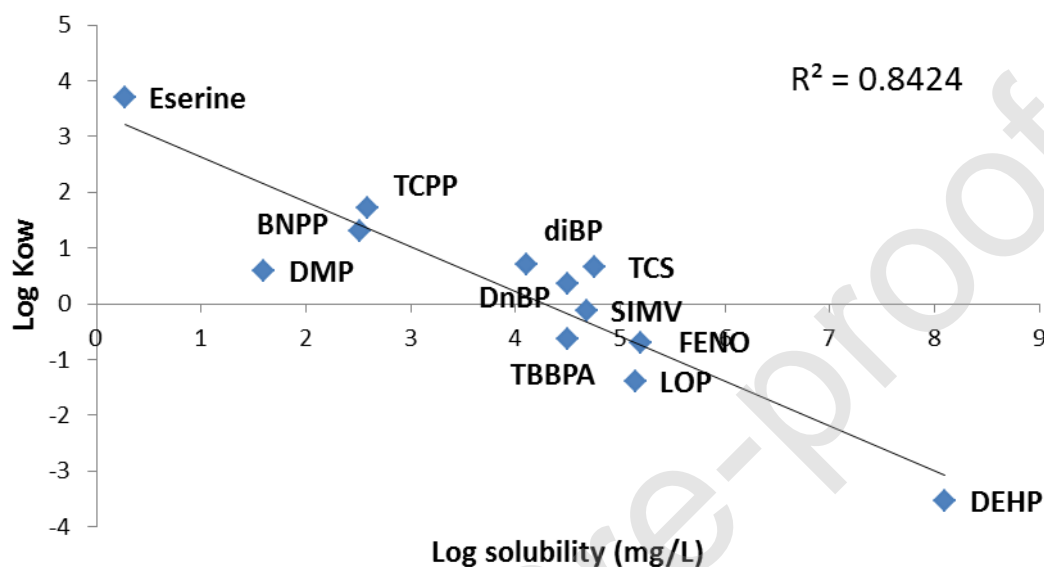 5
4
3
2
1
0
-1
-2
-3
-4
Log Kow
R² = 0.8424
Eserine
TCPP
BNPP
DMP
diBP
TCS
DnBP
SIMV
FENO
TBBPA
LOP
DEHP
0 1 2 3 4 5 6 7 8 9
Log solubility (mg/L)
re-proof